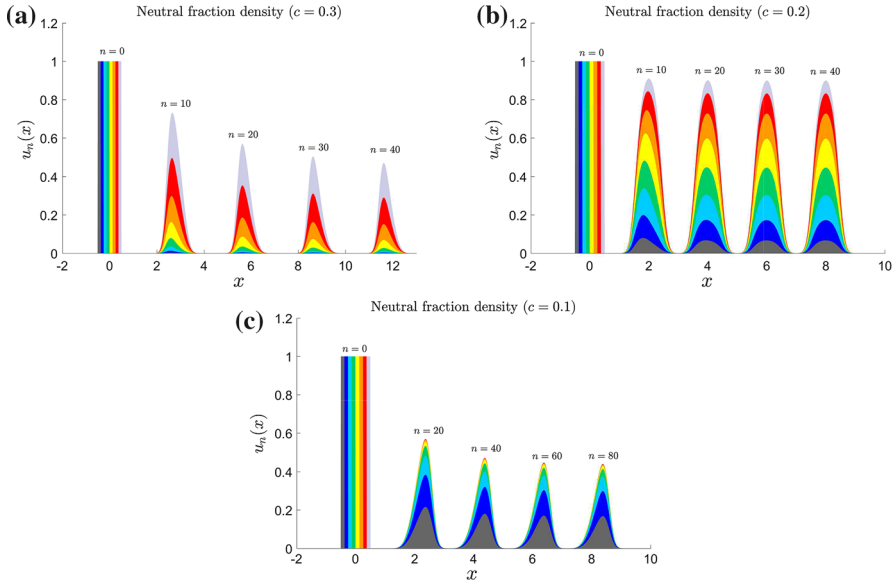 (a)
Neutral fraction density (c = 0.3)
1.2
1
0.8
0.6
0.4
0.2
0
u_n(x)
n = 0
n = 10
n = 20
n = 30
n = 40
-2 0 2 4 6 8 10 12
x
(b)
Neutral fraction density (c = 0.2)
1.2
1
0.8
0.6
0.4
0.2
0
u_n(x)
n = 0
n = 10
n = 20
n = 30
n = 40
-2 0 2 4 6 8 10
x
(c)
Neutral fraction density (c = 0.1)
1.2
1
0.8
0.6
0.4
0.2
0
u_n(x)
n = 0
n = 20
n = 40
n = 60
n = 80
-2 0 2 4 6 8 10
x